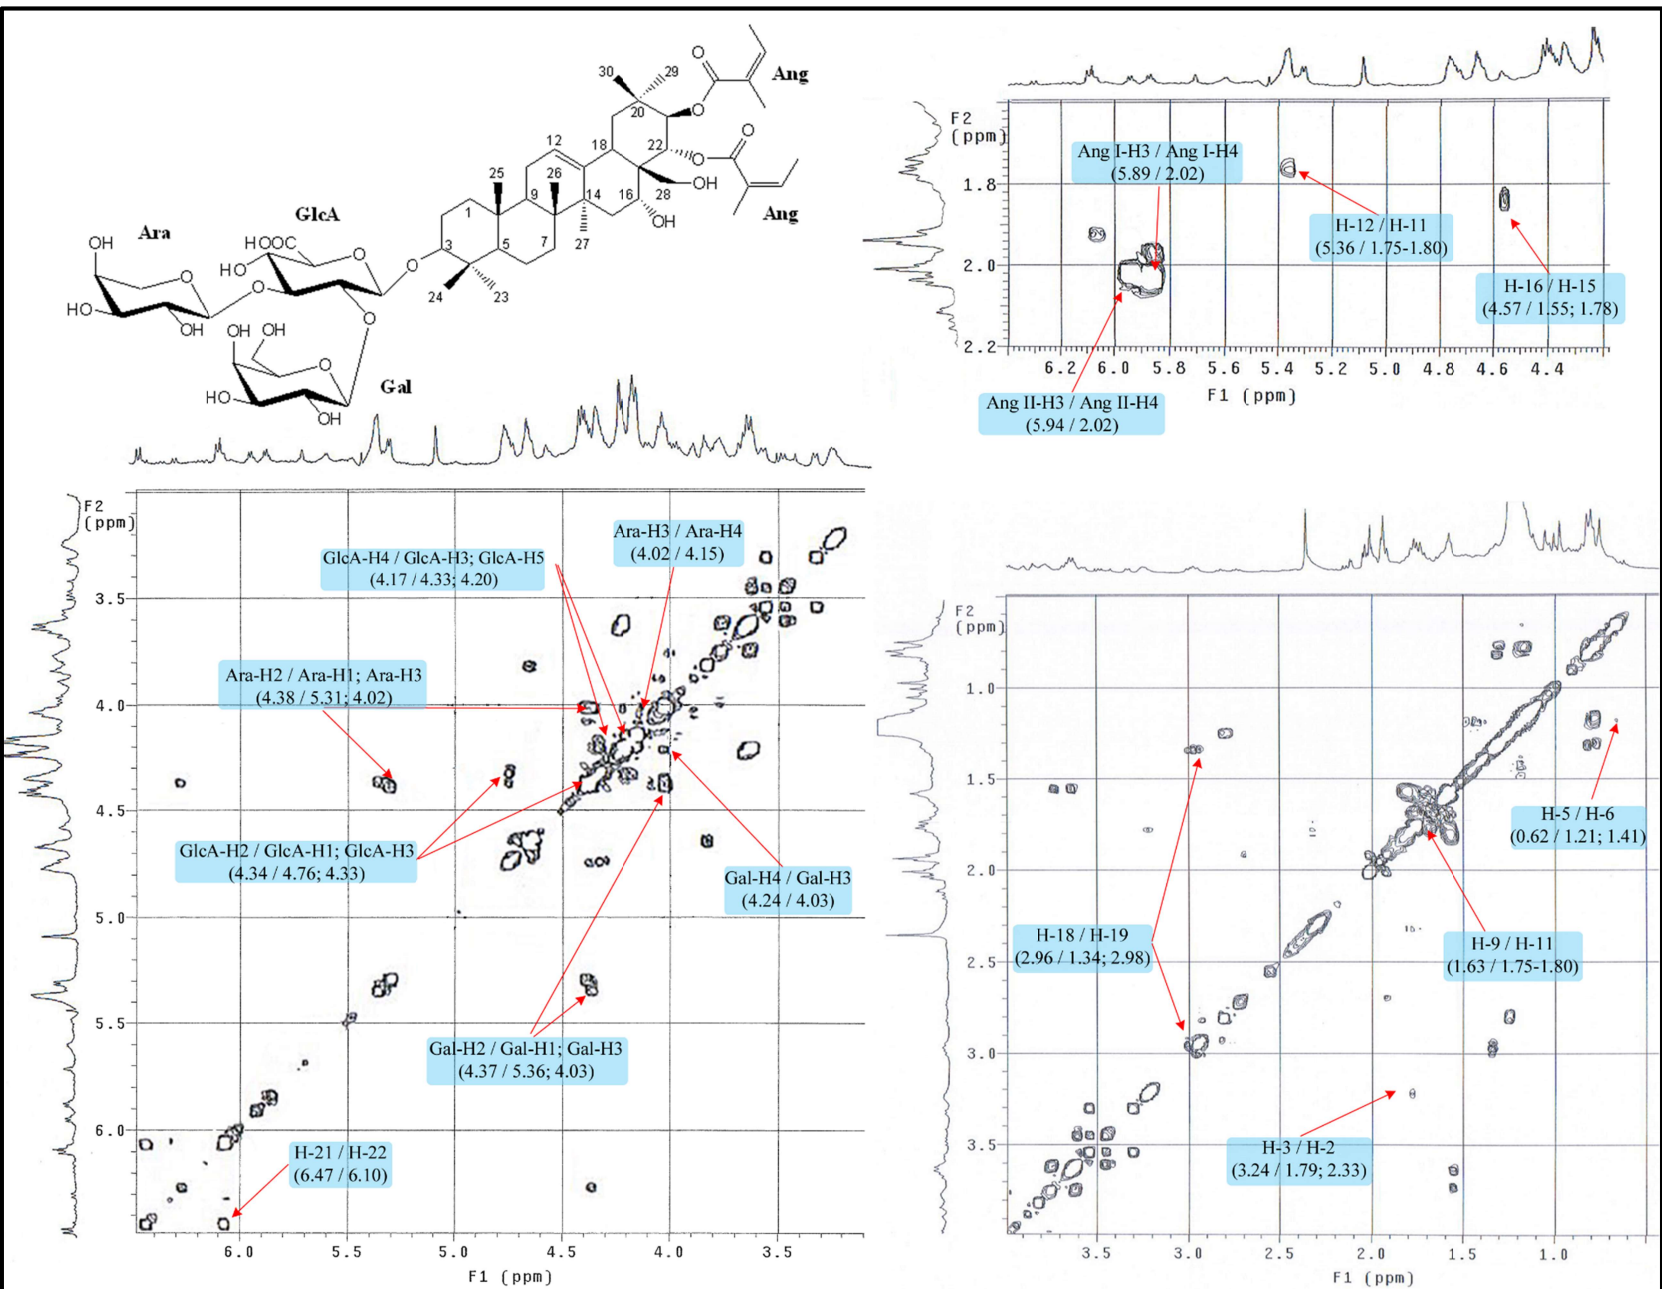 30
29
O
Ang
20
O
O
12
18
22
O
Ang
25
26
OH
9
14
16
28
OH
GlcA
1
27
Ara
HOOC
3
5
7
OH
O
O
HO
O
HO
O
O
24
23
HO
OH
O
OH
OH
O
HO
Gal
OH
F2
(ppm)
Ang I-H3 / Ang I-H4
(5.89 / 2.02)
1.8
H-12 / H-11
(5.36 / 1.75-1.80)
2.0
H-16 / H-15
(4.57 / 1.55; 1.78)
2.2
6.2 6.0 5.8 5.6 5.4 5.2 5.0 4.8 4.6 4.4
F1 (ppm)
Ang II-H3 / Ang II-H4
(5.94 / 2.02)
F2
(ppm)
Ara-H3 / Ara-H4
(4.02 / 4.15)
GlcA-H4 / GlcA-H3; GlcA-H5
(4.17 / 4.33; 4.20)
3.5
Ara-H2 / Ara-H1; Ara-H3
(4.38 / 5.31; 4.02)
4.0
4.5
GlcA-H2 / GlcA-H1; GlcA-H3
(4.34 / 4.76; 4.33)
Gal-H4 / Gal-H3
(4.24 / 4.03)
5.0
5.5
Gal-H2 / Gal-H1; Gal-H3
(4.37 / 5.36; 4.03)
6.0
H-21 / H-22
(6.47 / 6.10)
6.0 5.5 5.0 4.5 4.0 3.5
F1 (ppm)
F2
(ppm)
1.0
1.5
H-5 / H-6
(0.62 / 1.21; 1.41)
2.0
H-18 / H-19
(2.96 / 1.34; 2.98)
H-9 / H-11
(1.63 / 1.75-1.80)
2.5
3.0
H-3 / H-2
(3.24 / 1.79; 2.33)
3.5
3.5 3.0 2.5 2.0 1.5 1.0
F1 (ppm)